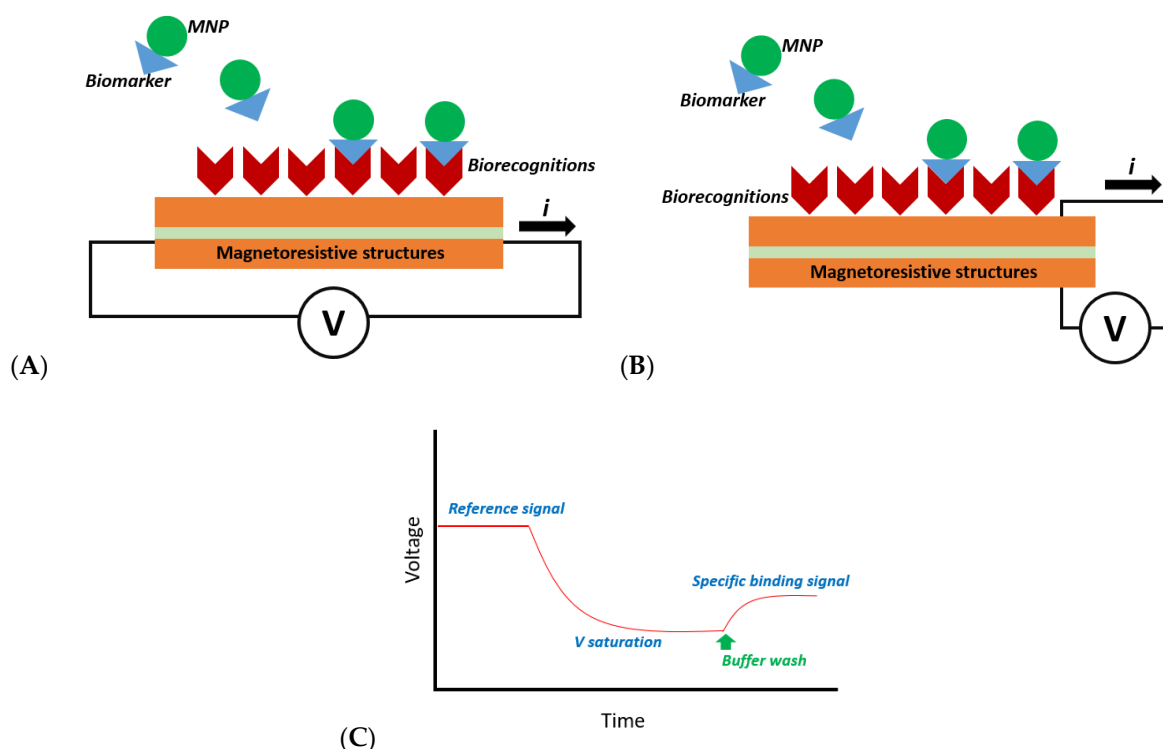 MNP
Biomarker
Biorecognitions
i
Magnetoresistive structures
V
(A)
MNP
Biomarker
Biorecognitions
i
Magnetoresistive structures
V
(B)
Reference signal
Voltage
Specific binding signal
V saturation
Buffer wash
Time
(C)